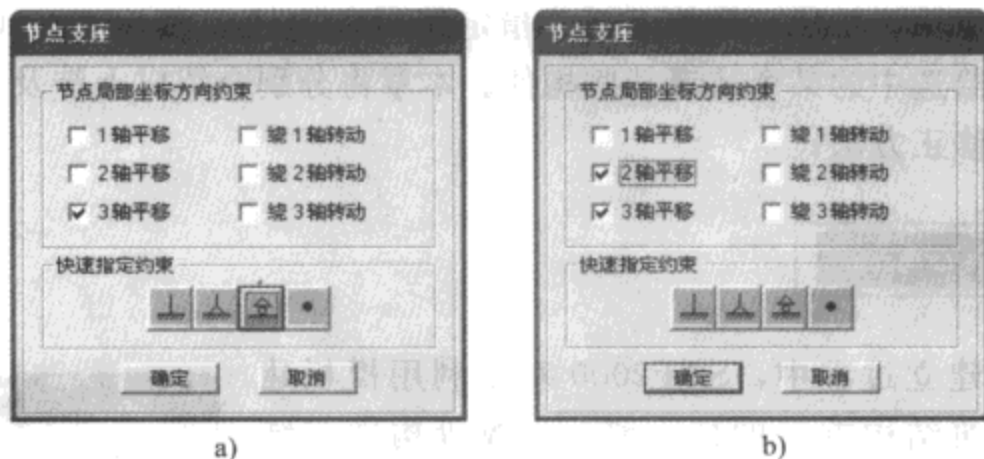 节点支座
节点局部坐标方向约束
1轴平移
绕1轴转动
2轴平移
绕2轴转动
3轴平移
绕3轴转动
快速指定约束
确定
取消
a)
节点支座
节点局部坐标方向约束
1轴平移
绕1轴转动
2轴平移
绕2轴转动
3轴平移
绕3轴转动
快速指定约束
确定
取消
b)